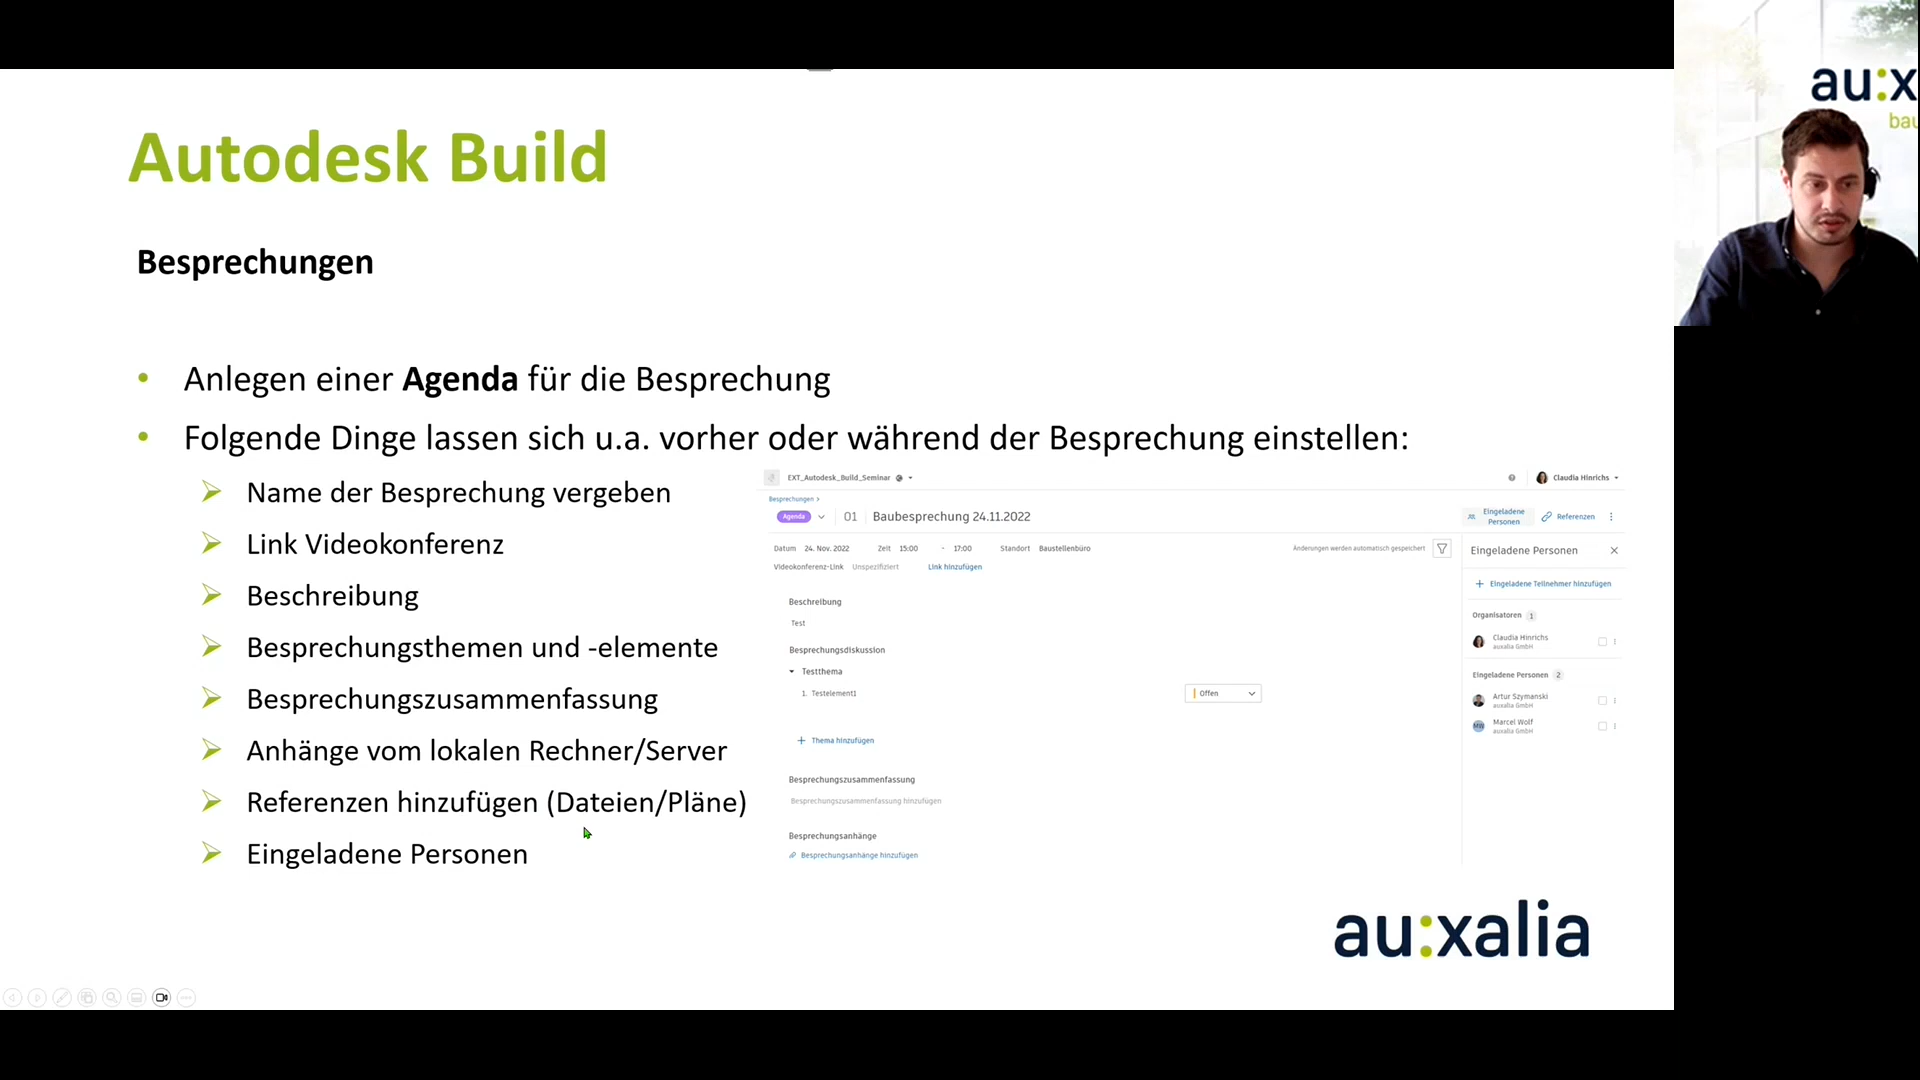 au:x
bau
Autodesk Build
Besprechungen
• Anlegen einer Agenda für die Besprechung
• Folgende Dinge lassen sich u.a. vorher oder während der Besprechung einstellen:
Name der Besprechung vergeben
Link Videokonferenz
Beschreibung
Besprechungsthemen und -elemente
Besprechungszusammenfassung
Anhänge vom lokalen Rechner/Server
Referenzen hinzufügen (Dateien/Pläne)
Eingeladene Personen
EXT_Autodesk_Build_Seminar
Claudia Hinrichs
Besprechungen >
Agenda 01 Baubesprechung 24.11.2022
Eingeladene Personen
Referenzen
Datum 24. Nov. 2022 Zeit 15:00 - 17:00 Standort Baustellenbüro
Änderungen werden automatisch gespeichert
Videokonferenz-Link Unspezifiziert Link hinzufügen
Beschreibung
Test
Besprechungsdiskussion
Testthema
1. Testelement1 Offen
+ Thema hinzufügen
Besprechungszusammenfassung
Besprechungszusammenfassung hinzufügen
Besprechungsanhänge
Besprechungsanhänge hinzufügen
Eingeladene Personen
+ Eingeladene Teilnehmer hinzufügen
Organisatoren 1
Claudia Hinrichs
auxalia GmbH
Eingeladene Personen 2
Artur Szymanski
auxalia GmbH
MW Marcel Wolf
auxalia GmbH
au:xalia